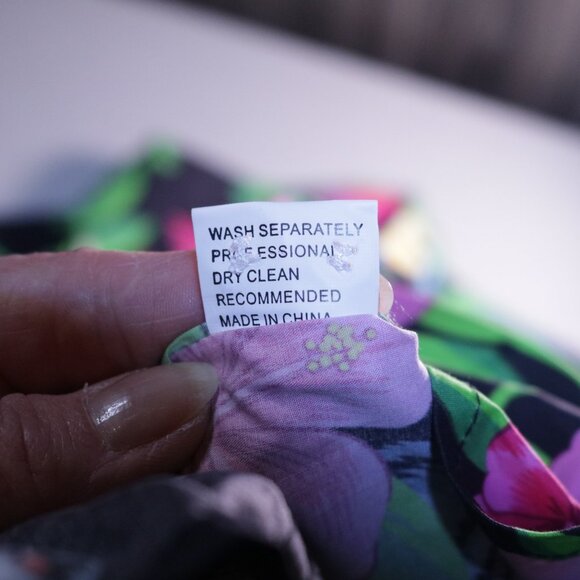 WASH SEPARATELY
PROFESSIONAL
DRY CLEAN
RECOMMENDED
MADE IN CHINA